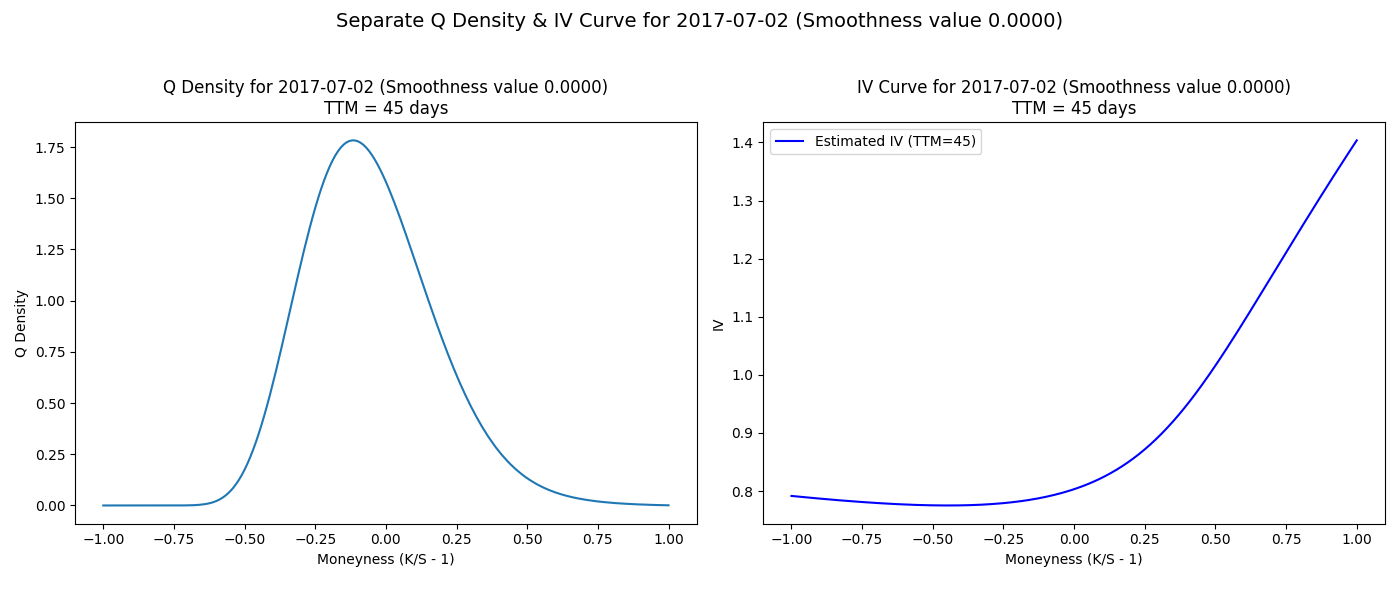 Separate Q Density & IV Curve for 2017-07-02 (Smoothness value 0.0000)
Q Density for 2017-07-02 (Smoothness value 0.0000)
TTM = 45 days
Q Density
1.75
1.50
1.25
1.00
0.75
0.50
0.25
0.00
−1.00 −0.75 −0.50 −0.25 0.00 0.25 0.50 0.75 1.00
Moneyness (K/S - 1)
IV Curve for 2017-07-02 (Smoothness value 0.0000)
TTM = 45 days
Estimated IV (TTM=45)
IV
1.4
1.3
1.2
1.1
1.0
0.9
0.8
−1.00 −0.75 −0.50 −0.25 0.00 0.25 0.50 0.75 1.00
Moneyness (K/S - 1)